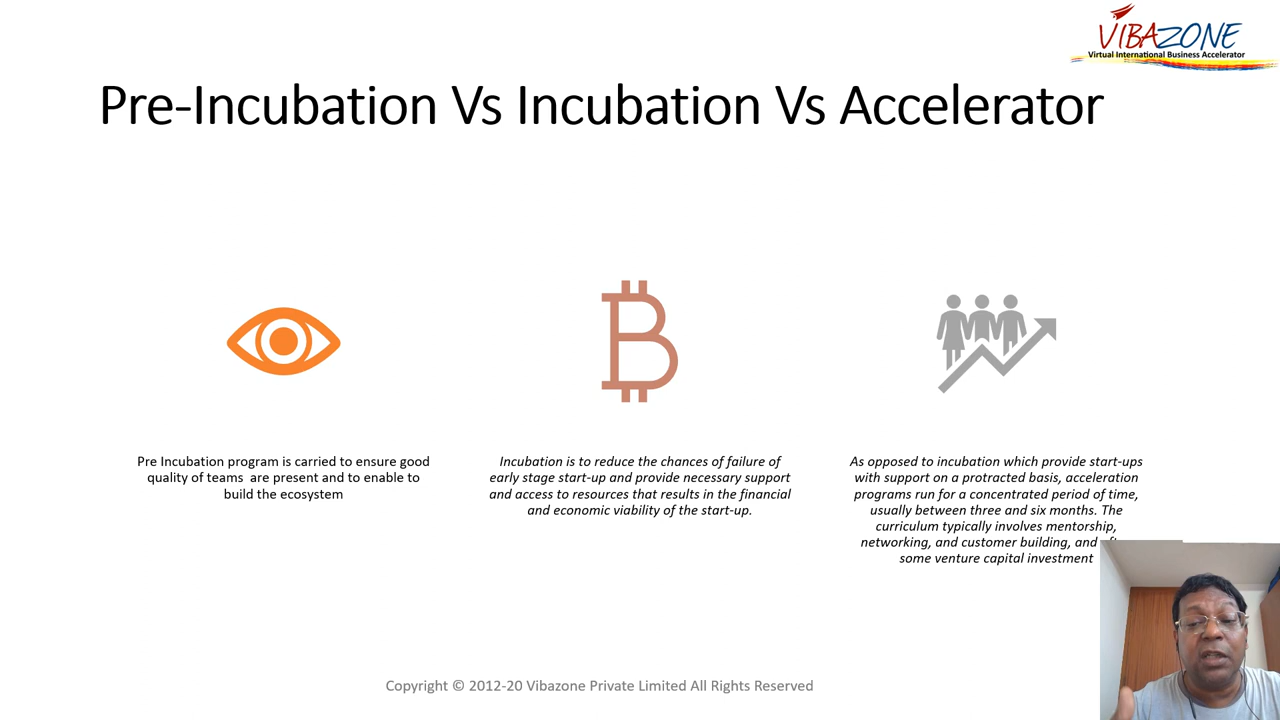 VIBAZONE
Virtual International Business Accelerator
Pre-Incubation Vs Incubation Vs Accelerator
Pre Incubation program is carried to ensure good
quality of teams are present and to enable to
build the ecosystem
Incubation is to reduce the chances of failure of
early stage start-up and provide necessary support
and access to resources that results in the financial
and economic viability of the start-up.
As opposed to incubation which provide start-ups
with support on a protracted basis, acceleration
programs run for a concentrated period of time,
usually between three and six months. The
curriculum typically involves mentorship,
networking, and customer building, and
some venture capital investment
Copyright © 2012-20 Vibazone Private Limited All Rights Reserved